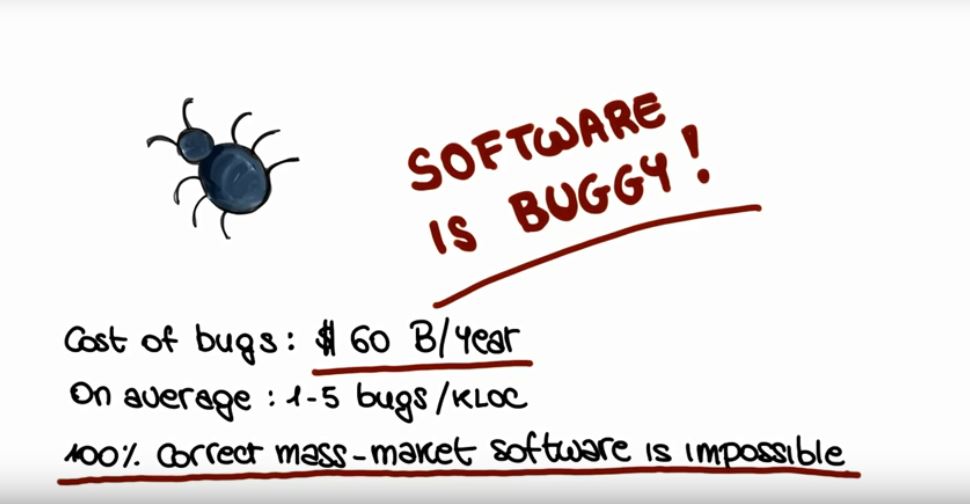 SOFTWARE
IS BUGGY!
Cost of bugs: $ 60 B/year
On average: 1-5 bugs/KLOC
100% correct mass-market software is impossible